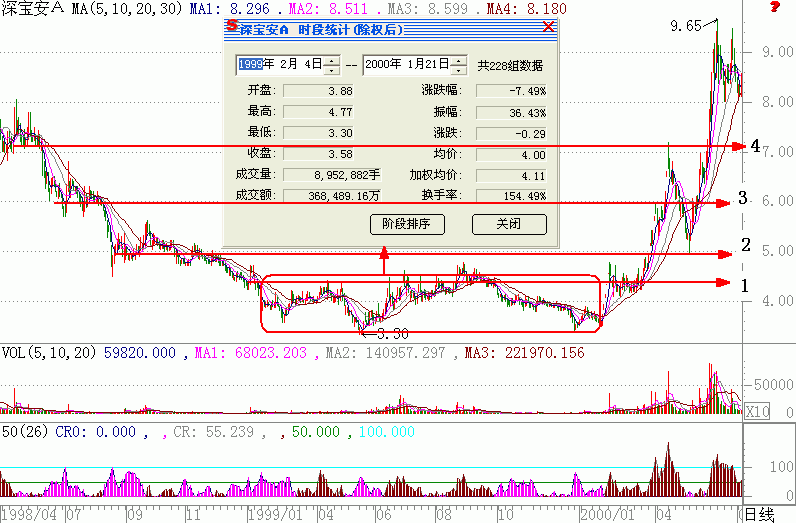 深宝安A MA(5,10,20,30) MA1: 8.296 , MA2: 8.511 , MA3: 8.599 , MA4: 8.180
S 深宝安A 时段统计(除权后)
9.65
?
1999年 2月 4日 -- 2000年 1月21日 共228组数据
9.00
开盘: 3.88 涨跌幅: -7.49%
最高: 4.77 振幅: 36.43%
8.00
最低: 3.30 涨跌: -0.29
收盘: 3.58 均价: 4.00
4
7.00
成交量: 8,952,882手 加权均价: 4.11
成交额: 368,489.16万 换手率: 154.49%
3
6.00
阶段排序 关闭
2
5.00
1
4.00
3.30
VOL(5,10,20) 59820.000 , MA1: 68023.203 , MA2: 140957.297 , MA3: 221970.156
50000
0
X10
50(26) CRO: 0.000 , , CR: 55.239 , , 50.000 ,100.000
100
0
1998/04 07 09 11 1999/01 04 06 08 10 2000/01 04 日线